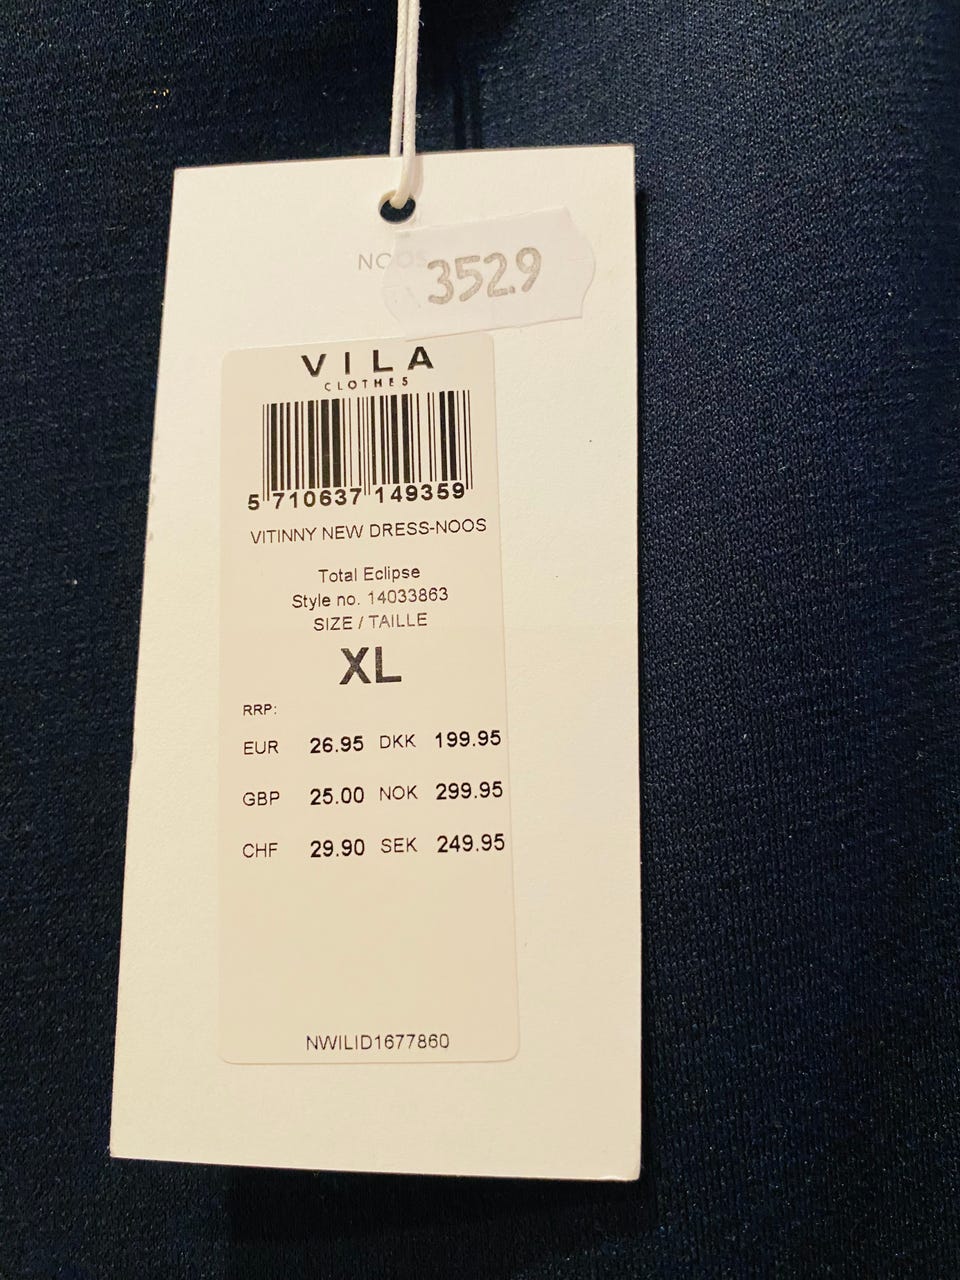 NOOS
3529
VILA
CLOTHES
5 710637 149359
VITINNY NEW DRESS-NOOS
Total Eclipse
Style no. 14033863
SIZE / TAILLE
XL
RRP:
EUR 26.95 DKK 199.95
GBP 25.00 NOK 299.95
CHF 29.90 SEK 249.95
NWILID1677860